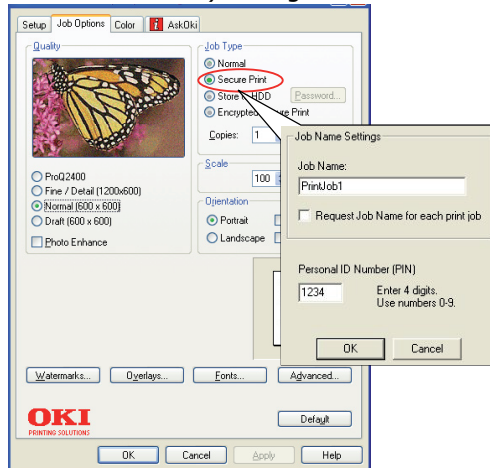 Setup Job Options Color AskOki
Quality
ProQ2400
Fine / Detail (1200x600)
Normal (600 x 600)
Draft (600 x 600)
Photo Enhance
Job Type
Normal
Secure Print
Store HDD Password...
Encrypted Print
Copies: 1
Scale
100
Orientation
Portrait
Landscape
Job Name Settings
Job Name:
PrintJob1
Request Job Name for each print job
Personal ID Number (PIN)
1234 Enter 4 digits.
Use numbers 0-9.
OK Cancel
Watermarks... Overlays... Fonts... Advanced...
OKI
PRINTING SOLUTIONS
Default
OK Cancel Apply Help